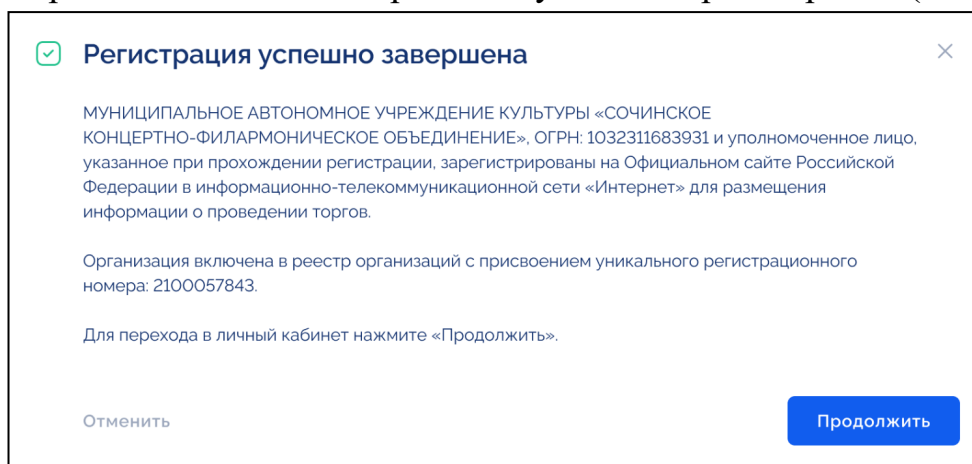 Регистрация успешно завершена
МУНИЦИПАЛЬНОЕ АВТОНОМНОЕ УЧРЕЖДЕНИЕ КУЛЬТУРЫ «СОЧИНСКОЕ
КОНЦЕРТНО-ФИЛАРМОНИЧЕСКОЕ ОБЪЕДИНЕНИЕ», ОГРН: 1032311683931 и уполномоченное лицо,
указанное при прохождении регистрации, зарегистрированы на Официальном сайте Российской
Федерации в информационно-телекоммуникационной сети «Интернет» для размещения
информации о проведении торгов.
Организация включена в реестр организаций с присвоением уникального регистрационного
номера: 2100057843.
Для перехода в личный кабинет нажмите «Продолжить».
Отменить
Продолжить